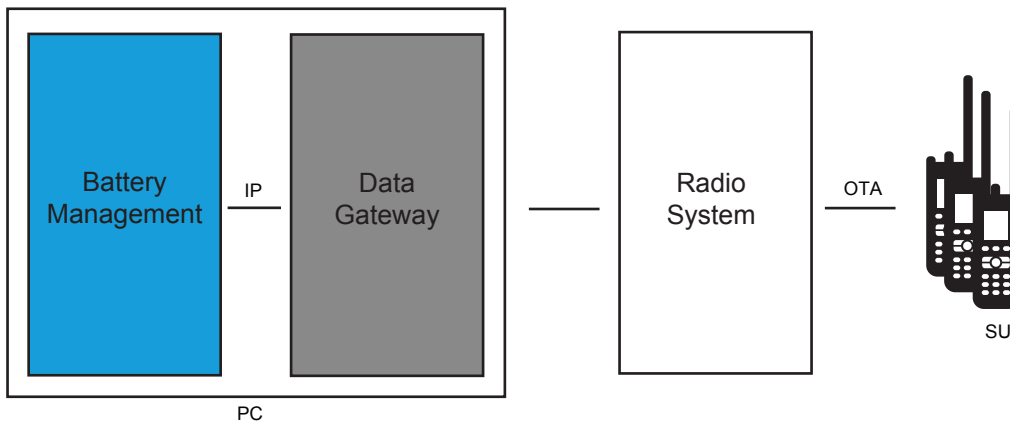 Battery
Management
IP
Data
Gateway
Radio
System
OTA
SU
PC